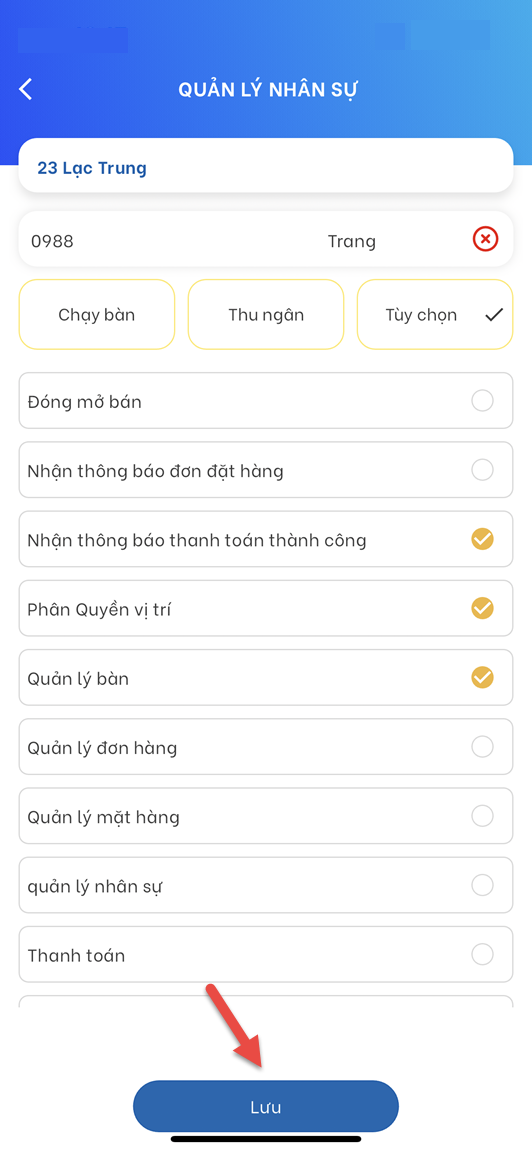 QUẢN LÝ NHÂN SỰ
23 Lạc Trung
0988 Trang
Chạy bàn Thu ngân Tùy chọn
Đóng mở bán
Nhận thông báo đơn đặt hàng
Nhận thông báo thanh toán thành công
Phân Quyền vị trí
Quản lý bàn
Quản lý đơn hàng
Quản lý mặt hàng
quản lý nhân sự
Thanh toán
Lưu